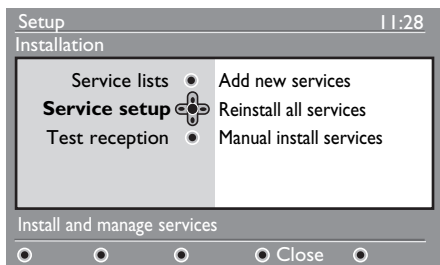 Setup 11:28
Installation
Service lists Add new services
Service setup Reinstall all services
Test reception Manual install services
Install and manage services
Close